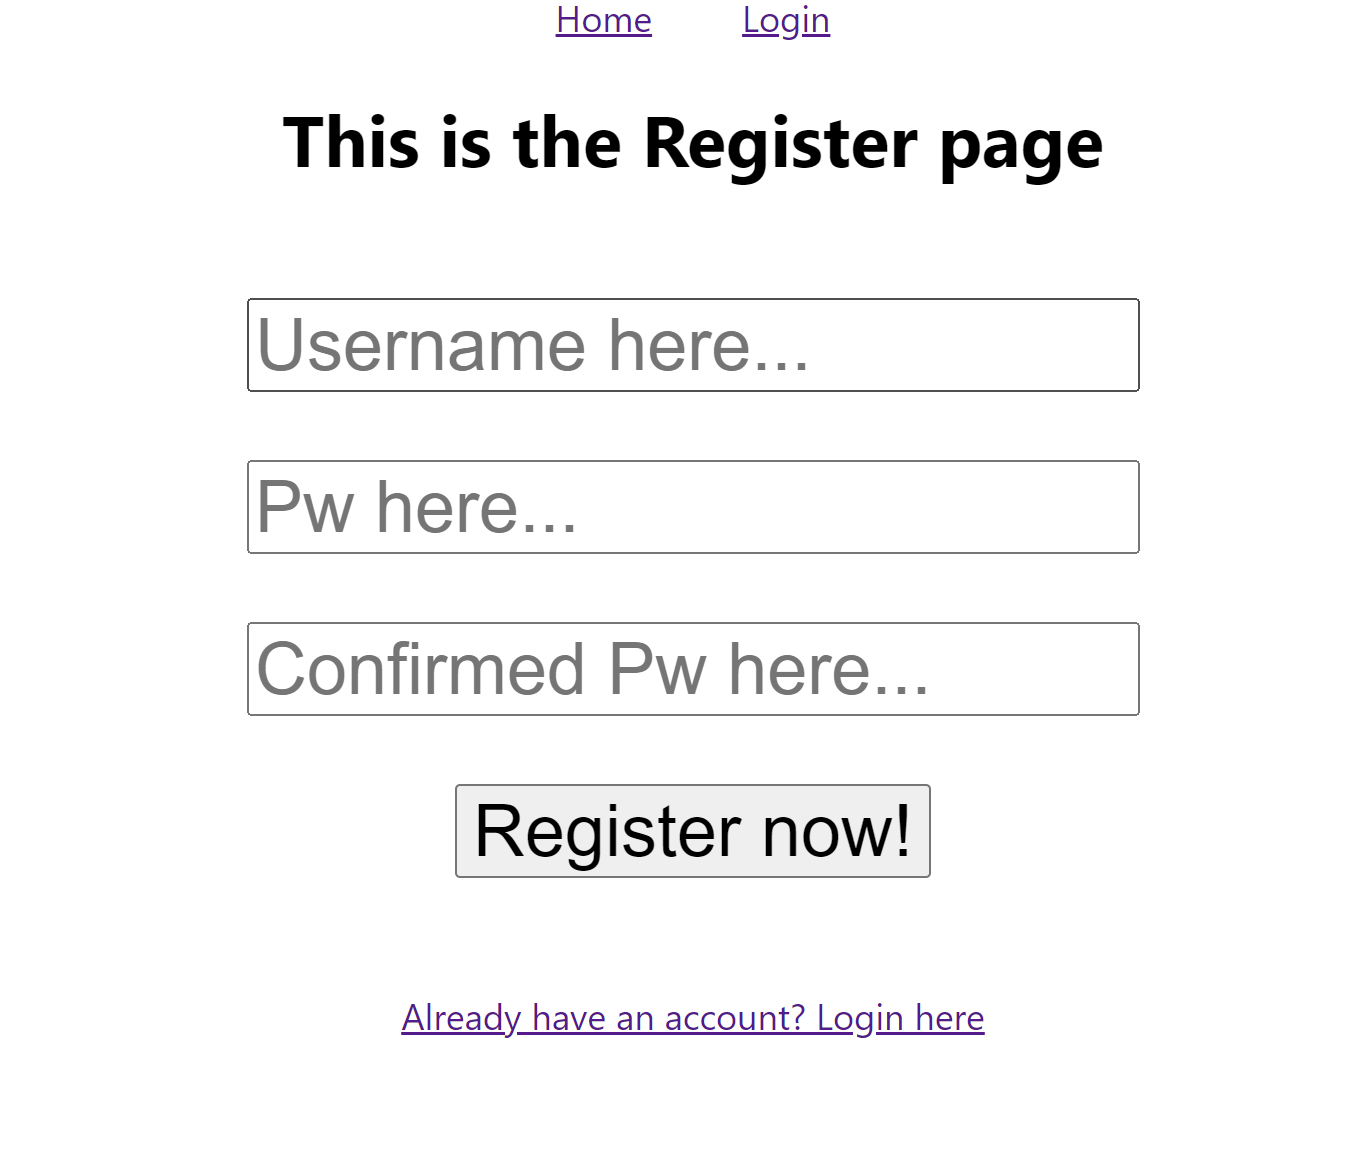 Home Login
This is the Register page
Username here...
Pw here...
Confirmed Pw here...
Register now!
Already have an account? Login here